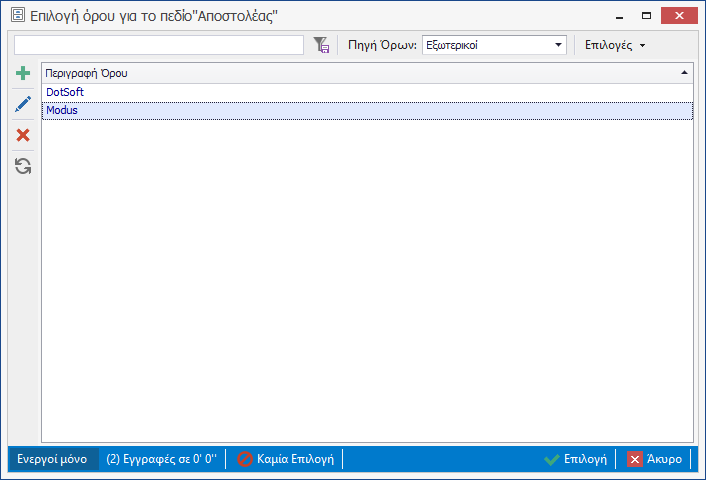 Επιλογή όρου για το πεδίο"Αποστολέας"
Πηγή Όρων: Εξωτερικοί Επιλογές
Περιγραφή Όρου
DotSoft
Modus
Ενεργοί μόνο (2) Εγγραφές σε 0' 0'' Καμία Επιλογή Επιλογή Άκυρο